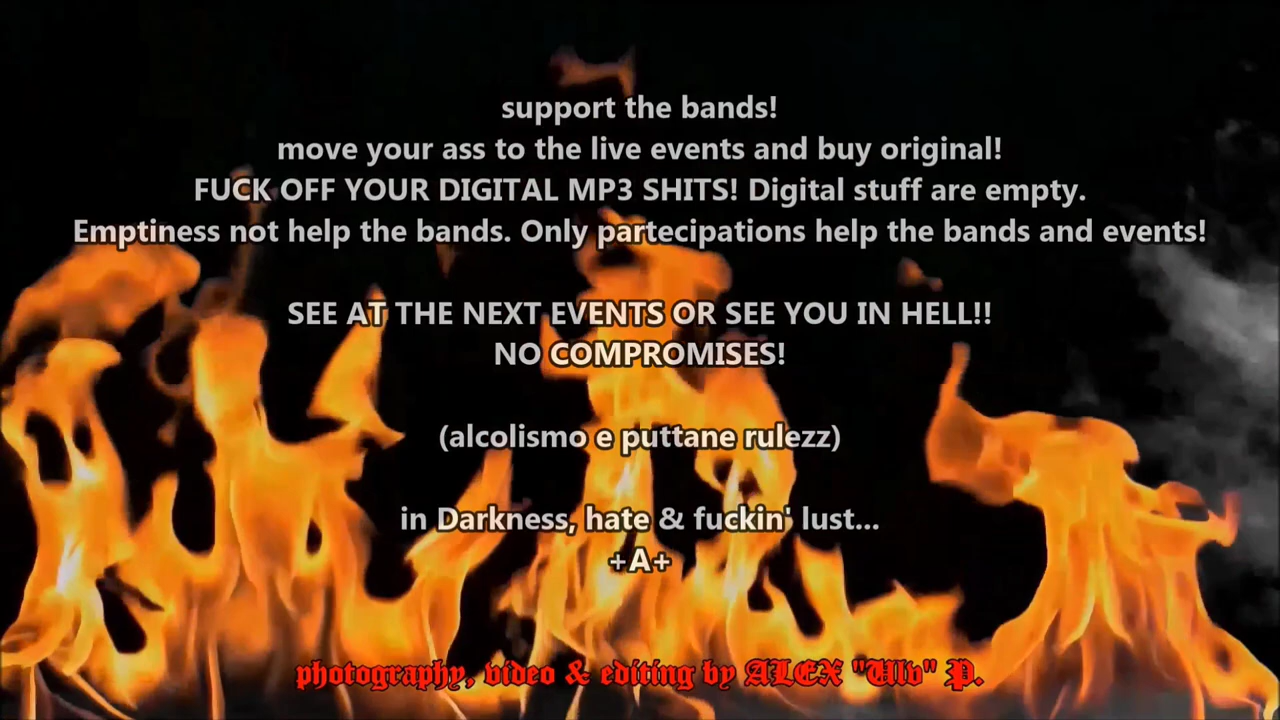 support the bands!
move your ass to the live events and buy original!
FUCK OFF YOUR DIGITAL MP3 SHITS! Digital stuff are empty.
Emptiness not help the bands. Only partecipations help the bands and events!
SEE AT THE NEXT EVENTS OR SEE YOU IN HELL!!
NO COMPROMISES!
(alcolismo e puttane rulezz)
in Darkness, hate & fuckin' lust...
+A+
photography, video & editing by ALEX "Ulv" P.